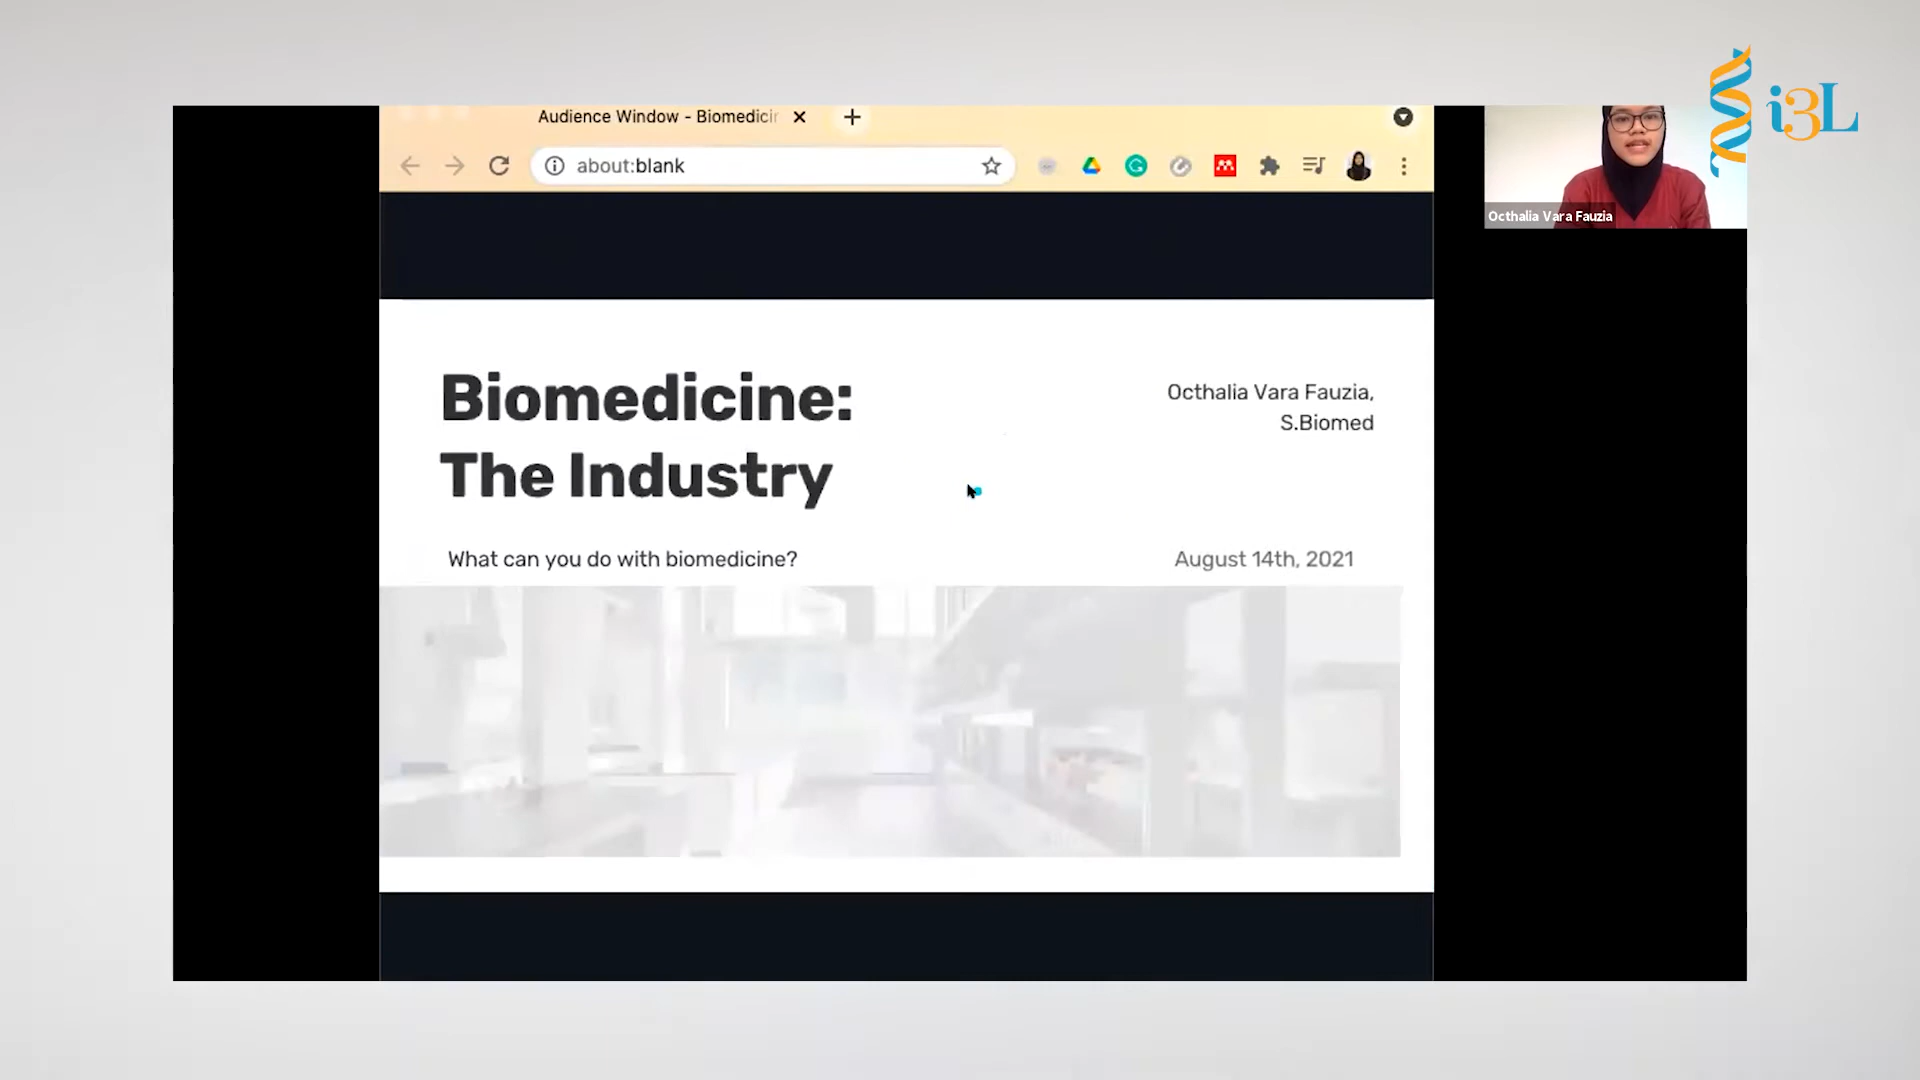 Audience Window - Biomedici
about:blank
i3L
Octhalia Vara Fauzia
Biomedicine:
The Industry
Octhalia Vara Fauzia,
S.Biomed
What can you do with biomedicine?
August 14th, 2021